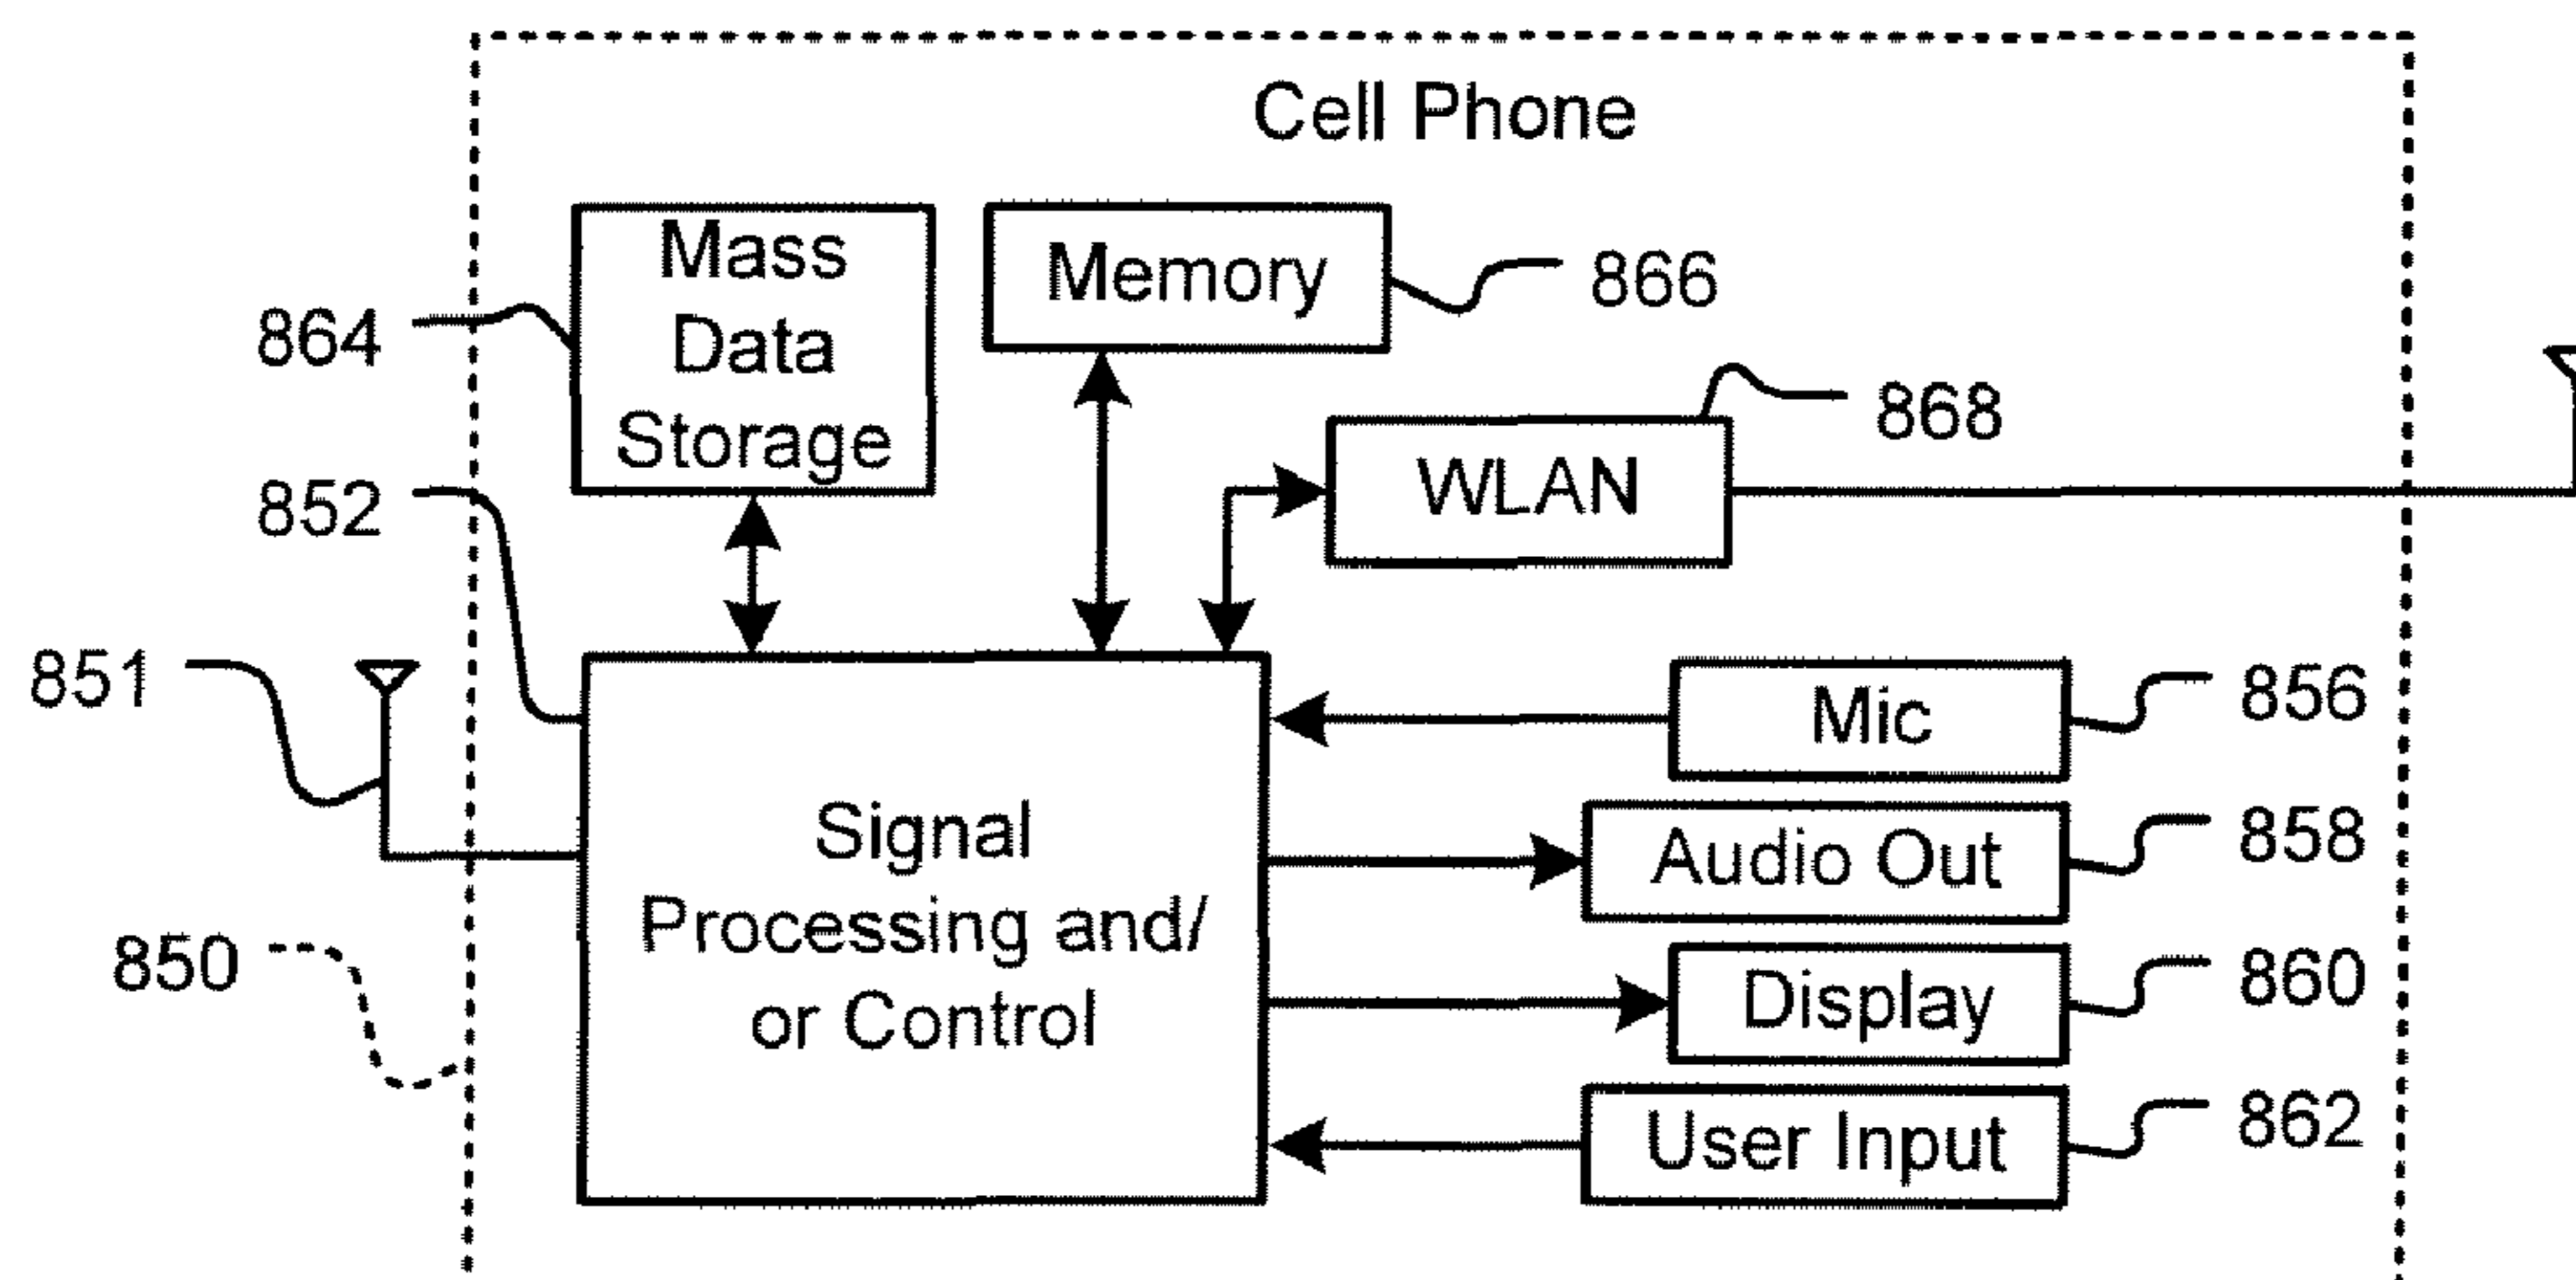 Cell Phone
Mass
Data
Storage
Memory
866
864
868
WLAN
852
851
Mic
856
Signal
Processing and/
or Control
Audio Out
858
850
Display
860
User Input
862